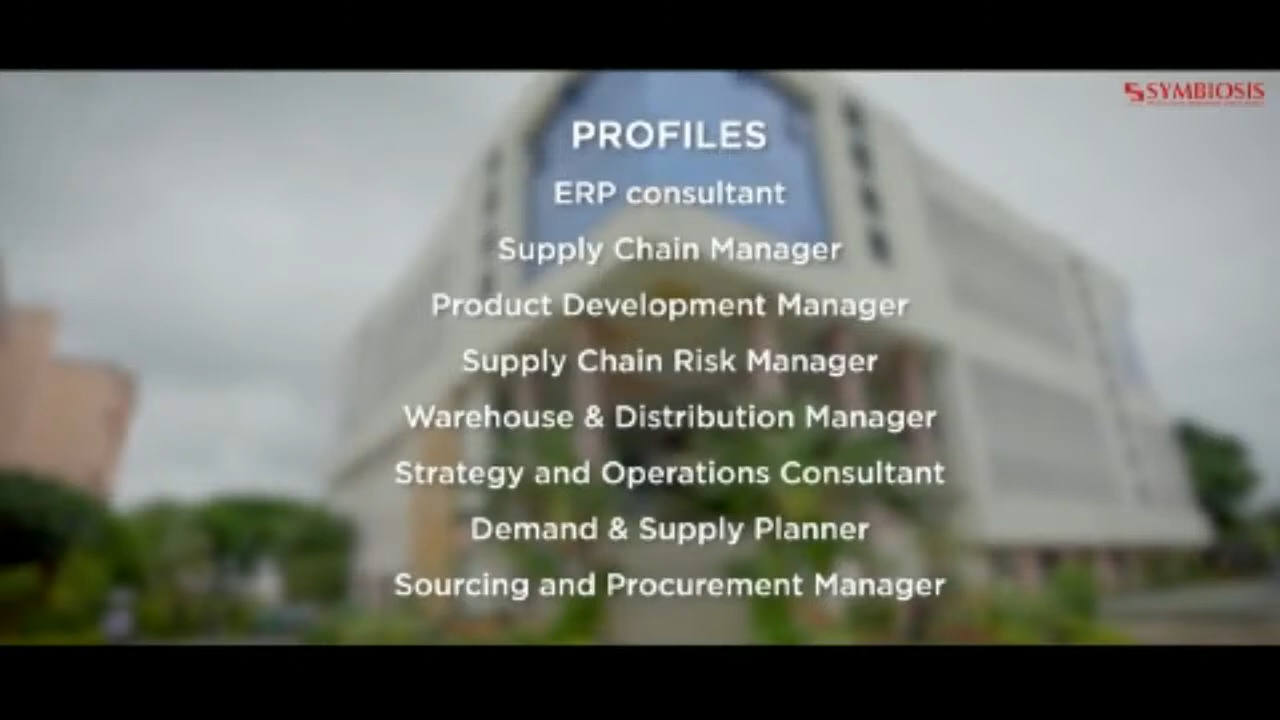 SYMBIOSIS
PROFILES
ERP consultant
Supply Chain Manager
Product Development Manager
Supply Chain Risk Manager
Warehouse & Distribution Manager
Strategy and Operations Consultant
Demand & Supply Planner
Sourcing and Procurement Manager